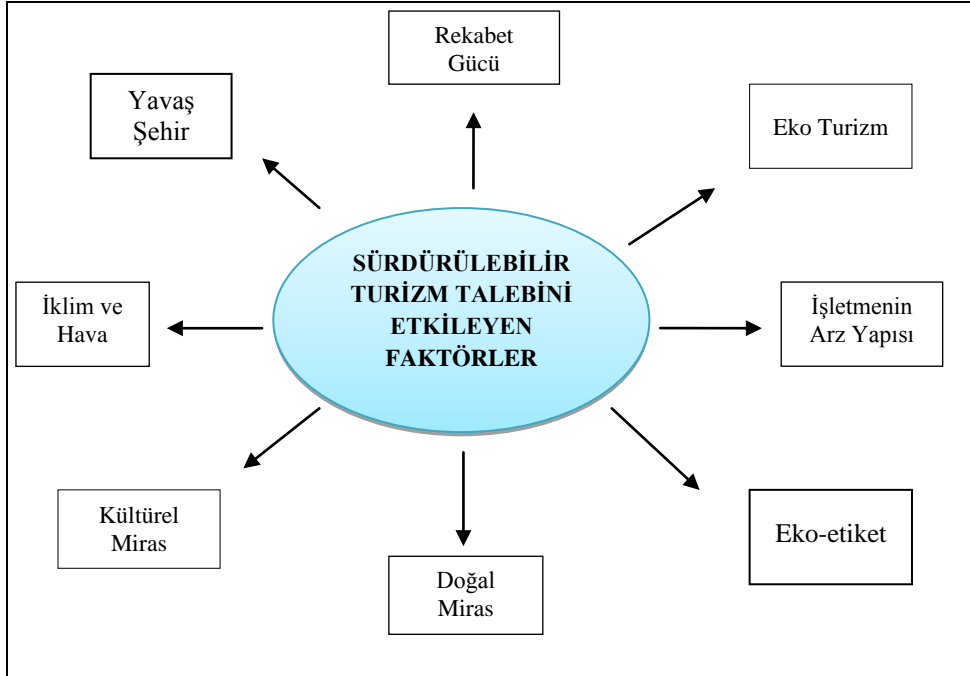 Rekabet
Gücü
Yavaş
Şehir
Eko Turizm
SÜRDÜRÜLEBİLİR
TURİZM TALEBİNİ
ETKİLEYEN
FAKTÖRLER
İklim ve
Hava
İşletmenin
Arz Yapısı
Kültürel
Miras
Eko-etiket
Doğal
Miras